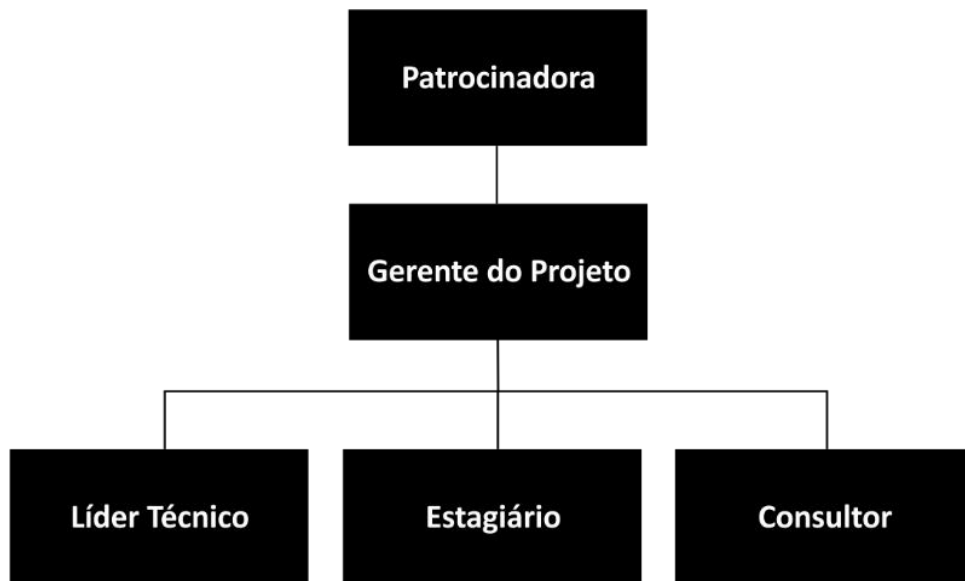 Patrocinadora
Gerente do Projeto
Líder Técnico
Estagiário
Consultor